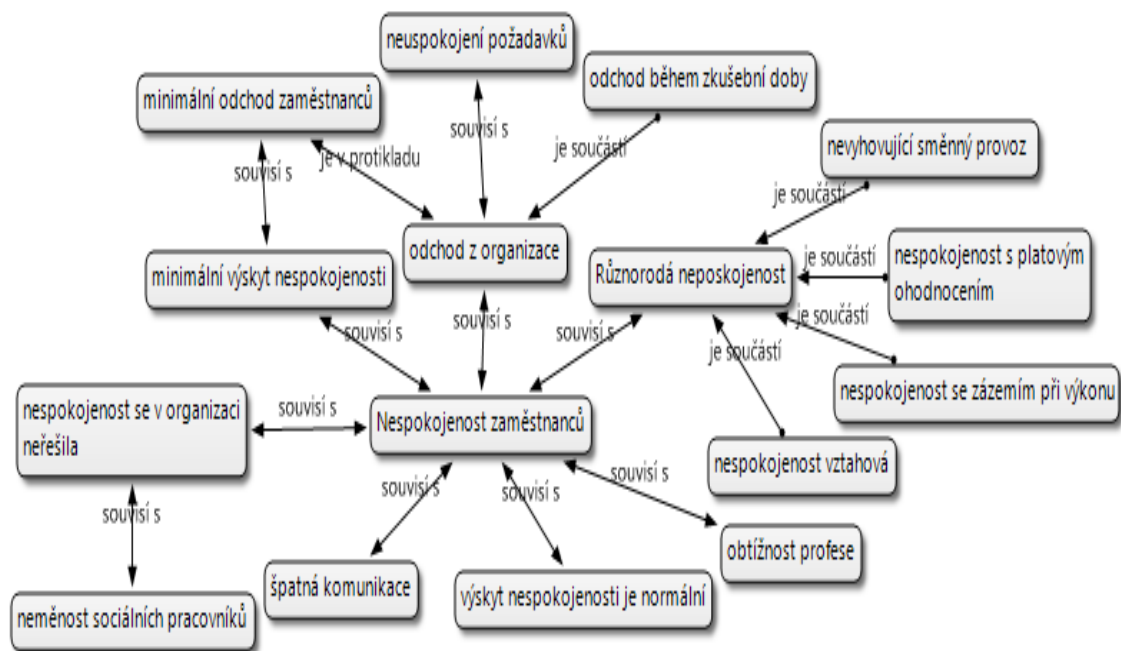 neuspokojení požadavků
odchod během zkušební doby
minimální odchod zaměstnanců
souvisí s
je součástí
nevyhovující směnný provoz
je v protikladu
souvisí s
je součástí
odchod z organizace
nespokojenost s platovým
ohodnocením
je součástí
Různorodá neposkojenost
minimální výskyt nespokojenosti
je součástí
souvisí s
souvisí s
souvisí s
je součástí
nespokojenost se zázemím při výkonu
nespokojenost se v organizaci
neřešila
souvisí s
Nespokojenost zaměstnanců
nespokojenost vztahová
souvisí s
souvisí s
souvisí s
souvisí s
obtížnost profese
špatná komunikace
výskyt nespokojenosti je normální
neměnost sociálních pracovníků